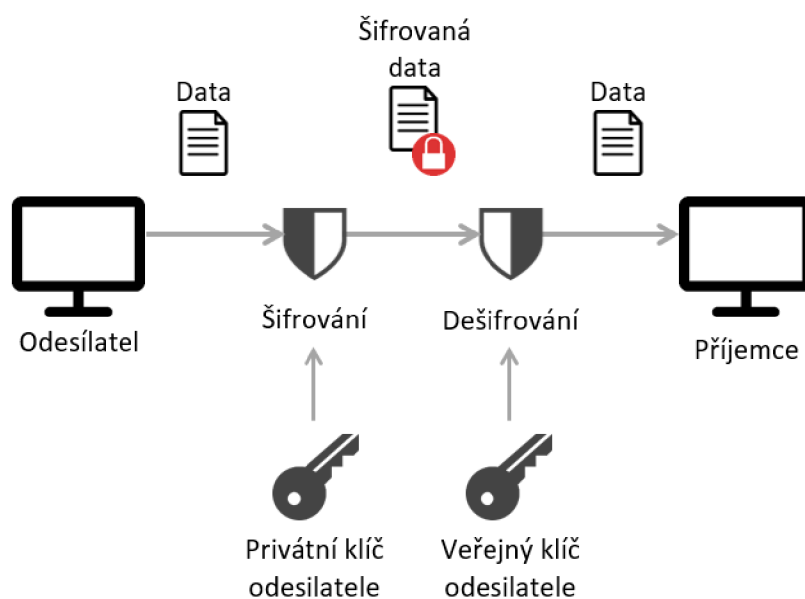 Šifrovaná
data
Data
Data
Šifrování
Dešifrování
Odesílatel
Příjemce
Privátní klíč
odesilatele
Veřejný klíč
odesilatele